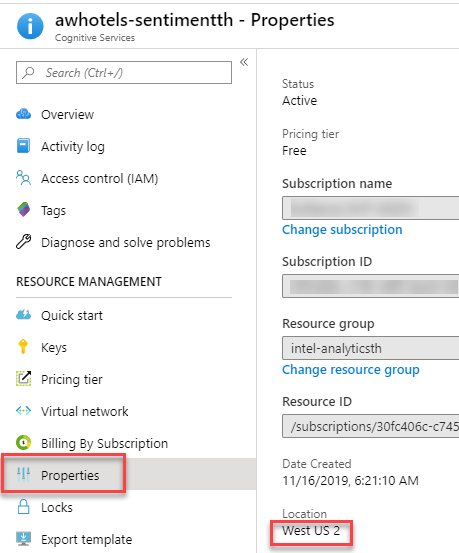 awhotels-sentimentth - Properties
Cognitive Services
Search (Ctrl+/)
Overview
Activity log
Access control (IAM)
Tags
Diagnose and solve problems
RESOURCE MANAGEMENT
Quick start
Keys
Pricing tier
Virtual network
Billing By Subscription
Properties
Locks
Export template
Status
Active
Pricing tier
Free
Subscription name
Change subscription
Subscription ID
Resource group
intel-analyticsth
Change resource group
Resource ID
/subscriptions/30fc406c-c745
Date Created
11/16/2019, 6:21:10 AM
Location
West US 2